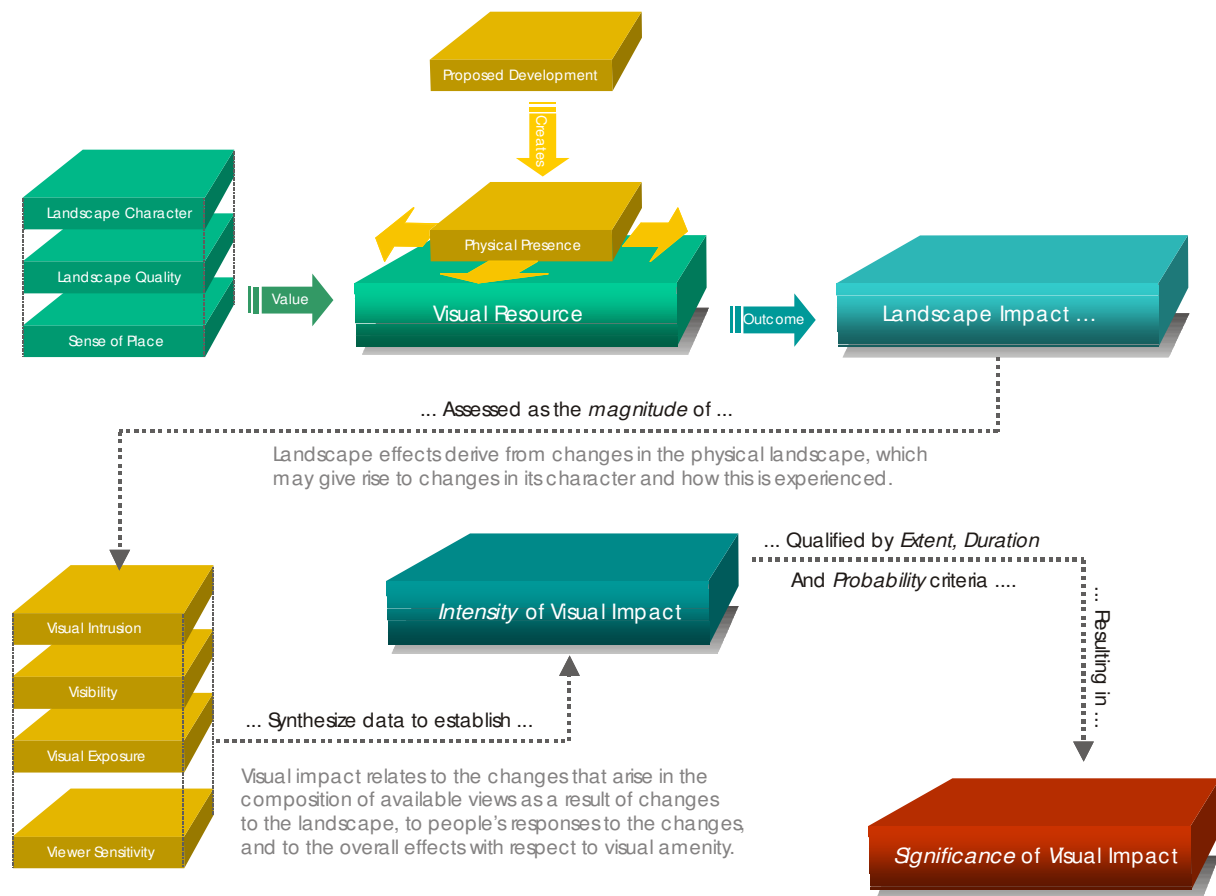 Proposed Development
Creates
Landscape Character
Landscape Quality
Sense of Place
Value
Physical Presence
Visual Resource
Outcome
Landscape Impact ...
... Assessed as the magnitude of ...
Landscape effects derive from changes in the physical landscape, which
may give rise to changes in its character and how this is experienced.
Visual Intrusion
Visibility
Visual Exposure
Viewer Sensitivity
... Synthesize data to establish ...
Visual impact relates to the changes that arise in the
composition of available views as a result of changes
to the landscape, to people’s responses to the changes,
and to the overall effects with respect to visual amenity.
Intensity of Visual Impact
... Qualified by Extent, Duration
And Probability criteria ....
... Resulting in ...
Significance of Visual Impact